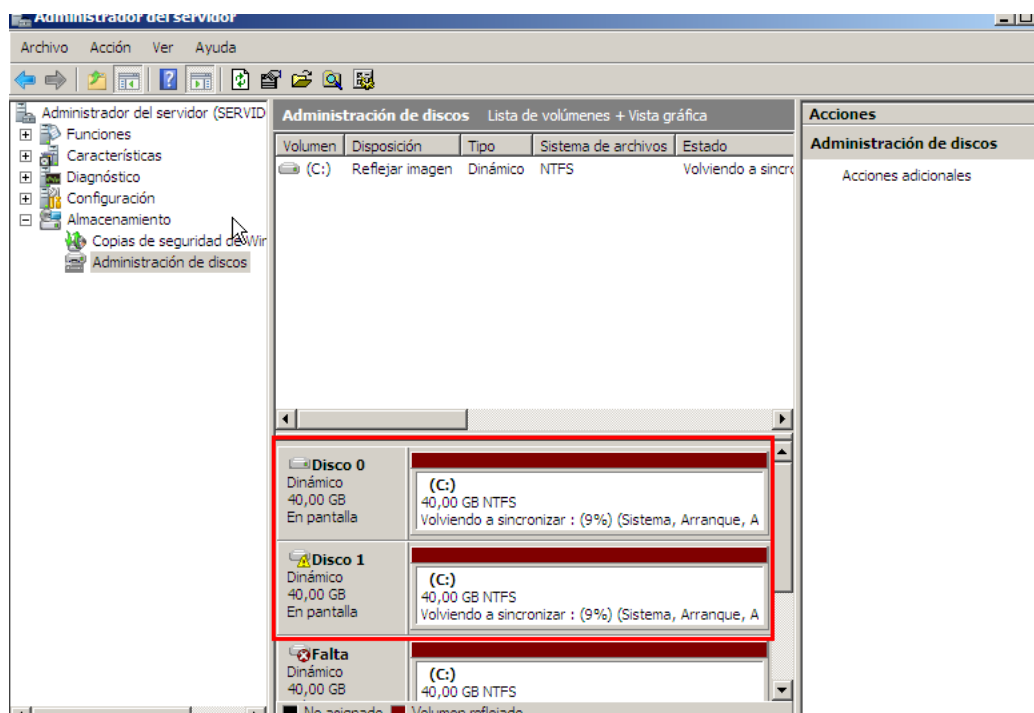 Administrador del servidor
Archivo Acción Ver Ayuda
Administrador del servidor (SERVID
Funciones
Características
Diagnóstico
Configuración
Almacenamiento
Copias de seguridad de Wir
Administración de discos
Administración de discos Lista de volúmenes + Vista gráfica
Volumen Disposición Tipo Sistema de archivos Estado
(C:) Reflejar imagen Dinámico NTFS Volviendo a sincro
Disco 0
Dinámico
40,00 GB
En pantalla
(C:)
40,00 GB NTFS
Volviendo a sincronizar : (9%) (Sistema, Arranque, A
Disco 1
Dinámico
40,00 GB
En pantalla
(C:)
40,00 GB NTFS
Volviendo a sincronizar : (9%) (Sistema, Arranque, A
Falta
Dinámico
40,00 GB
(C:)
40,00 GB NTFS
No asignado Volumen reflejado
Acciones
Administración de discos
Acciones adicionales